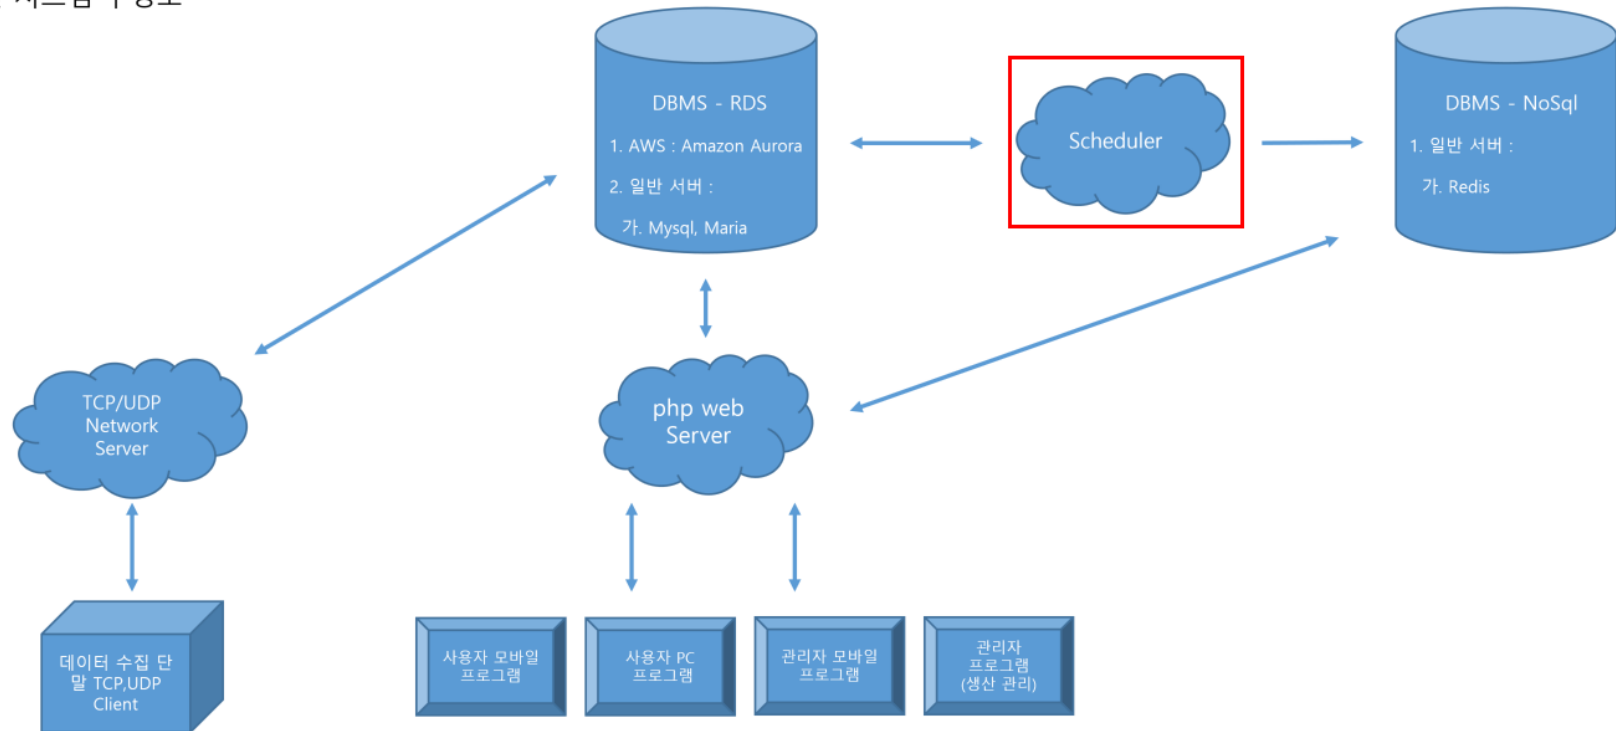 DBMS - RDS
1. AWS : Amazon Aurora
2. 일반 서버 :
가. Mysql, Maria
Scheduler
DBMS - NoSql
1. 일반 서버 :
가. Redis
TCP/UDP
Network
Server
php web
Server
데이터 수집 단
말 TCP,UDP
Client
사용자 모바일
프로그램
사용자 PC
프로그램
관리자 모바일
프로그램
관리자
프로그램
(생산 관리)